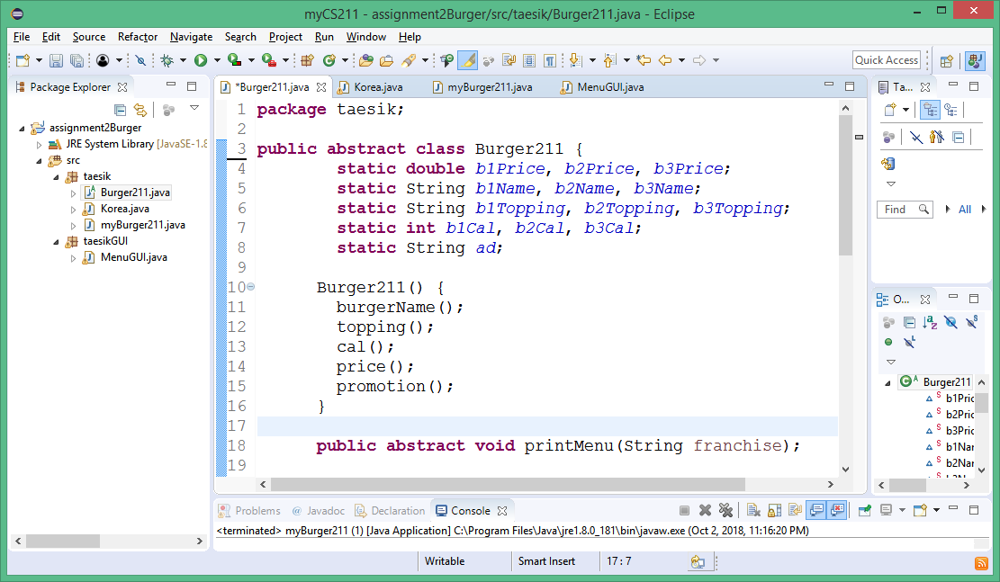 myCS211 - assignment2Burger/src/taesik/Burger211.java - Eclipse
File Edit Source Refactor Navigate Search Project Run Window Help
Quick Access
Package Explorer
assignment2Burger
JRE System Library [JavaSE-1.8
src
taesik
Burger211.java
Korea.java
myBurger211.java
taesikGUI
MenuGUI.java
*Burger211.java Korea.java myBurger211.java MenuGUI.java
1 package taesik;
2
3 public abstract class Burger211 {
4 static double b1Price, b2Price, b3Price;
5 static String b1Name, b2Name, b3Name;
6 static String b1Topping, b2Topping, b3Topping;
7 static int b1Cal, b2Cal, b3Cal;
8 static String ad;
9
10 Burger211() {
11 burgerName();
12 topping();
13 cal();
14 price();
15 promotion();
16 }
17
18 public abstract void printMenu(String franchise);
19
Ta...
Find All
O...
Burger211
b1Pric
b2Pric
b3Pric
b1Nar
b2Nar
Problems @ Javadoc Declaration Console
<terminated> myBurger211 (1) [Java Application] C:\Program Files\Java\jre1.8.0_181\bin\javaw.exe (Oct 2, 2018, 11:16:20 PM)
Writable Smart Insert 17 : 7